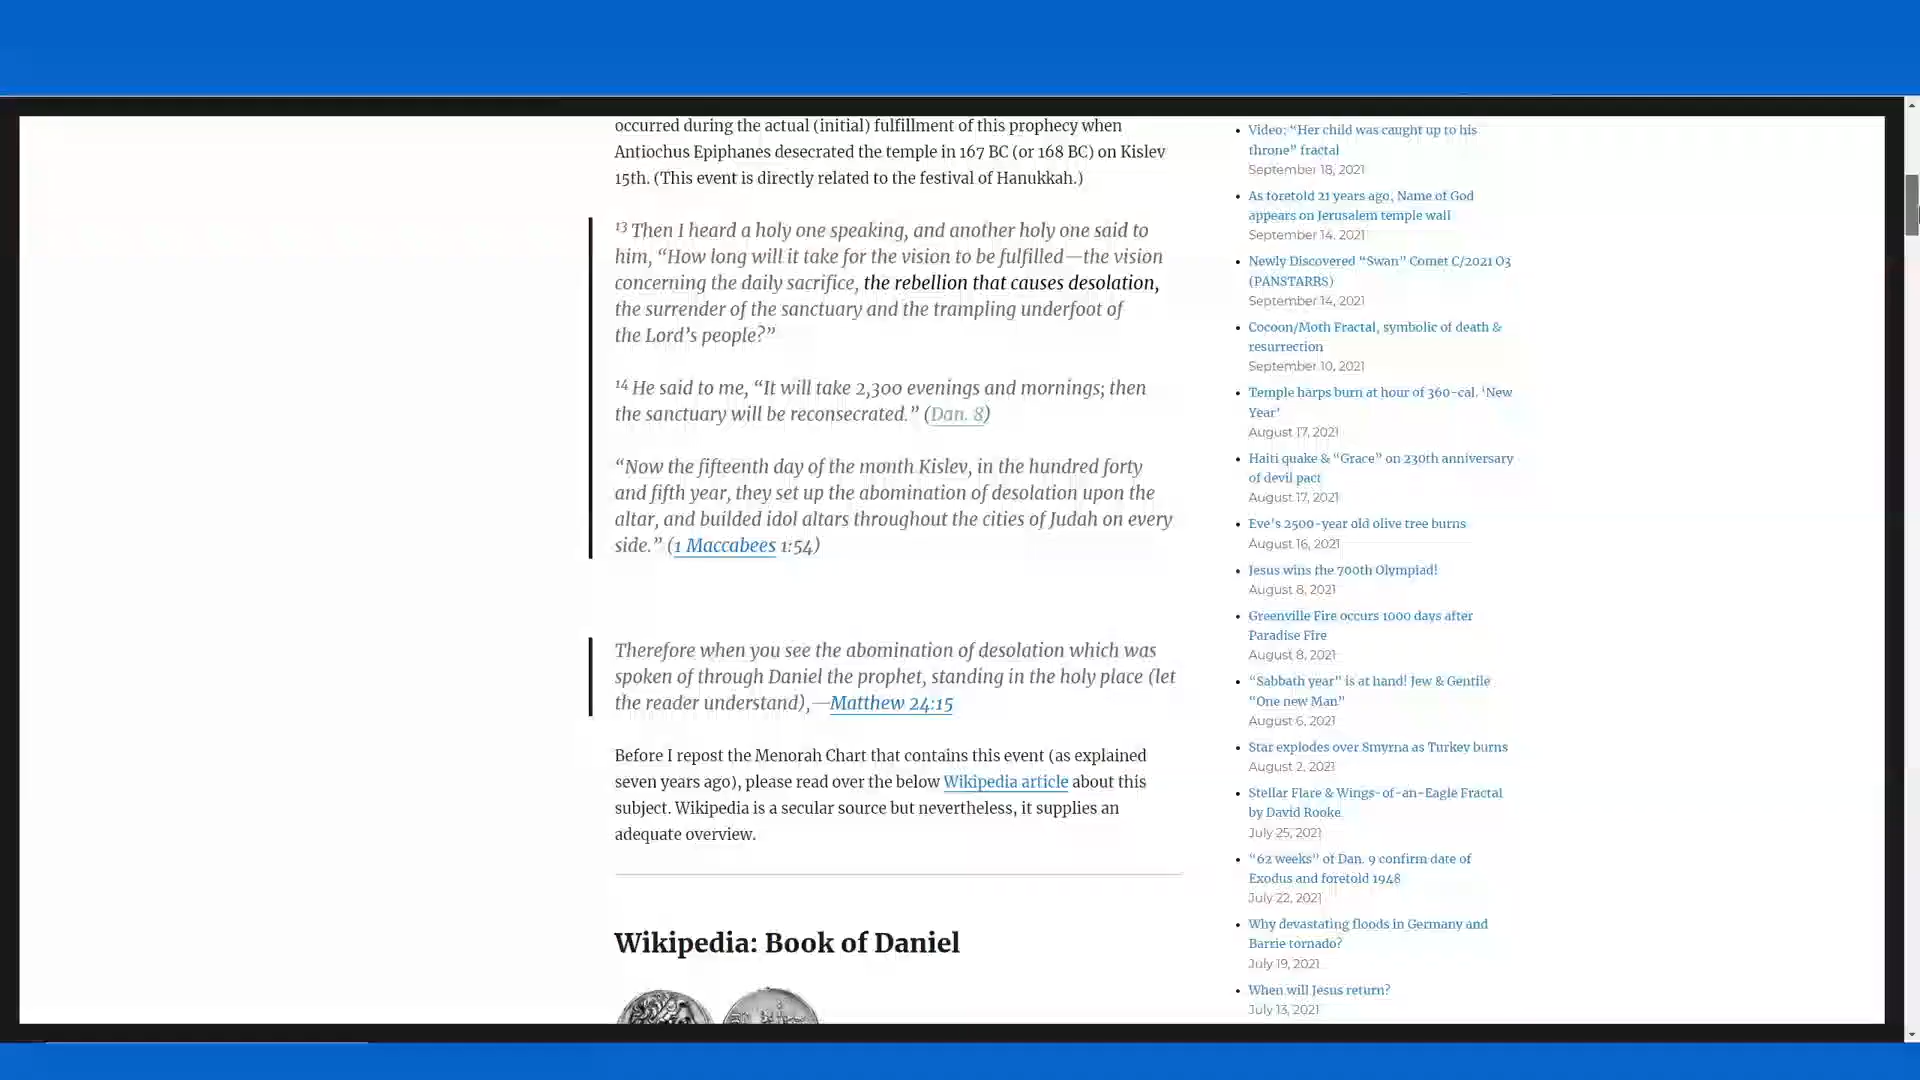 occurred during the actual (initial) fulfillment of this prophecy when
Antiochus Epiphanes desecrated the temple in 167 BC (or 168 BC) on Kislev
15th. (This event is directly related to the festival of Hanukkah.)
13 Then I heard a holy one speaking, and another holy one said to
him, “How long will it take for the vision to be fulfilled—the vision
concerning the daily sacrifice, the rebellion that causes desolation,
the surrender of the sanctuary and the trampling underfoot of
the Lord’s people?”
14 He said to me, “It will take 2,300 evenings and mornings; then
the sanctuary will be reconsecrated.” (Dan. 8)
“Now the fifteenth day of the month Kislev, in the hundred forty
and fifth year, they set up the abomination of desolation upon the
altar, and builded idol altars throughout the cities of Judah on every
side.” (1 Maccabees 1:54)
Therefore when you see the abomination of desolation which was
spoken of through Daniel the prophet, standing in the holy place (let
the reader understand),—Matthew 24:15
Before I repost the Menorah Chart that contains this event (as explained
seven years ago), please read over the below Wikipedia article about this
subject. Wikipedia is a secular source but nevertheless, it supplies an
adequate overview.
Wikipedia: Book of Daniel
Video: “Her child was caught up to his
throne” fractal
September 18, 2021
As foretold 21 years ago, Name of God
appears on Jerusalem temple wall
September 14, 2021
Newly Discovered “Swan” Comet C/2021 O3
(PANSTARRS)
September 14, 2021
Cocoon/Moth Fractal, symbolic of death &
resurrection
September 10, 2021
Temple harps burn at hour of 360-cal. ‘New
Year’
August 17, 2021
Haiti quake & “Grace” on 230th anniversary
of devil pact
August 17, 2021
Eve’s 2500-year old olive tree burns
August 16, 2021
Jesus wins the 700th Olympiad!
August 8, 2021
Greenville Fire occurs 1000 days after
Paradise Fire
August 8, 2021
“Sabbath year” is at hand! Jew & Gentile
“One new Man”
August 6, 2021
Star explodes over Smyrna as Turkey burns
August 2, 2021
Stellar Flare & Wings-of-an-Eagle Fractal
by David Rooke
July 25, 2021
“62 weeks” of Dan. 9 confirm date of
Exodus and foretold 1948
July 22, 2021
Why devastating floods in Germany and
Barrie tornado?
July 19, 2021
When will Jesus return?
July 13, 2021